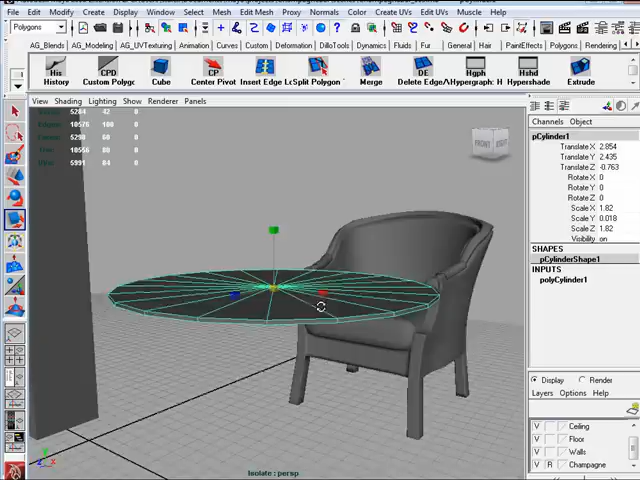 File Edit Modify Create Display Window Select Mesh Edit Mesh Proxy Normals Color Create UVs Edit UVs Muscle Help
Polygons
AG_Blends AG_Modeling AG_UVTexturing Animation Curves Custom Deformation DilloTools Dynamics Fluids Fur General Hair PaintEffects Polygons Rendering
His CPD CP DE Hgph Hshd
History Custom Polygo Cube Center Pivot Insert Edge Lo Split Polygon Merge Delete Edge/ Hypergraph: H Hypershade Extrude
View Shading Lighting Show Renderer Panels
5284 42 0
Edges: 10576 100 0
5298 60 0
Tris: 10556 80 0
UVs: 5991 84 0
FRONT RIGHT
Channels Object
pCylinder1
Translate X 2.854
Translate Y 2.435
Translate Z -0.763
Rotate X 0
Rotate Y 0
Rotate Z 0
Scale X 1.82
Scale Y 0.018
Scale Z 1.82
Visibility on
SHAPES
pCylinderShape1
INPUTS
polyCylinder1
Display Render
Layers Options Help
V Ceiling
V Floor
V Walls
V R Champagne
Isolate : persp